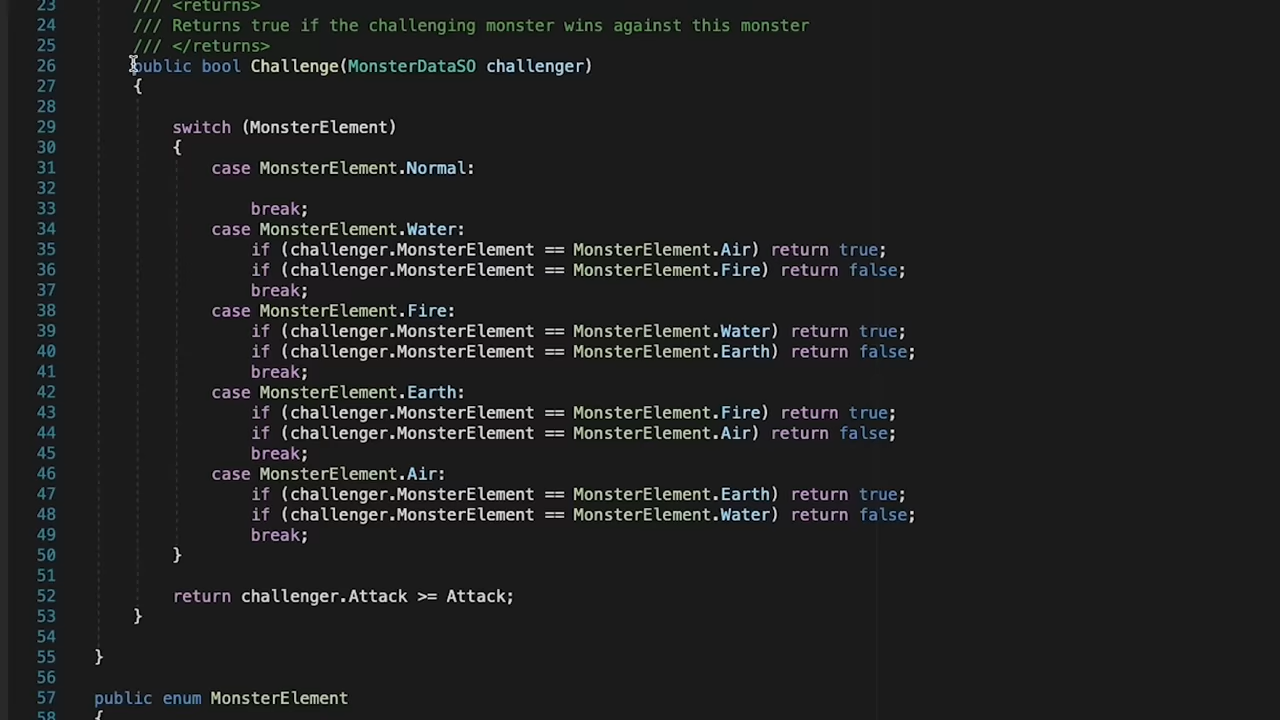 23 /// <returns>
24 /// Returns true if the challenging monster wins against this monster
25 /// </returns>
26 public bool Challenge(MonsterDataSO challenger)
27 {
28
29 switch (MonsterElement)
30 {
31 case MonsterElement.Normal:
32
33 break;
34 case MonsterElement.Water:
35 if (challenger.MonsterElement == MonsterElement.Air) return true;
36 if (challenger.MonsterElement == MonsterElement.Fire) return false;
37 break;
38 case MonsterElement.Fire:
39 if (challenger.MonsterElement == MonsterElement.Water) return true;
40 if (challenger.MonsterElement == MonsterElement.Earth) return false;
41 break;
42 case MonsterElement.Earth:
43 if (challenger.MonsterElement == MonsterElement.Fire) return true;
44 if (challenger.MonsterElement == MonsterElement.Air) return false;
45 break;
46 case MonsterElement.Air:
47 if (challenger.MonsterElement == MonsterElement.Earth) return true;
48 if (challenger.MonsterElement == MonsterElement.Water) return false;
49 break;
50 }
51
52 return challenger.Attack >= Attack;
53 }
54
55 }
56
57 public enum MonsterElement
58 {